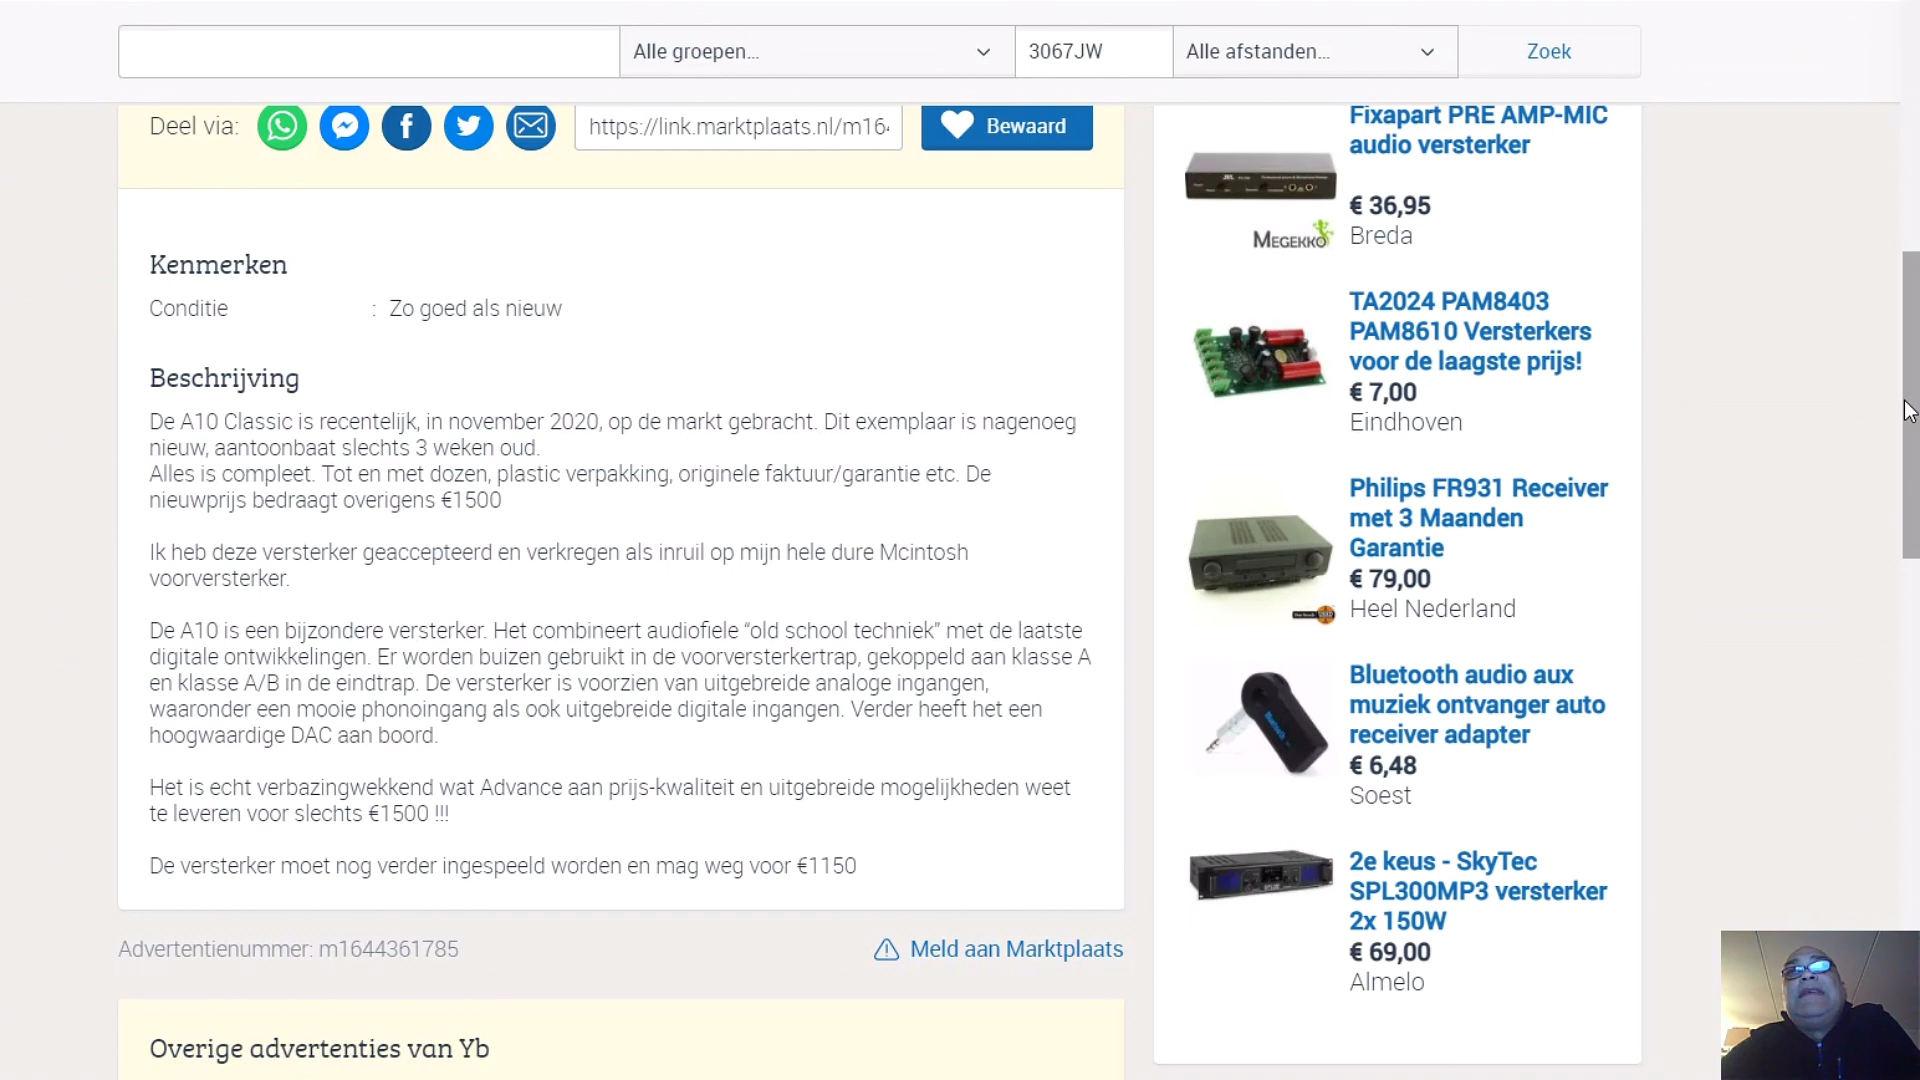 Alle groepen...
3067JW
Alle afstanden...
Zoek
Deel via:
https://link.marktplaats.nl/m16
Bewaard
Kenmerken
Conditie : Zo goed als nieuw
Beschrijving
De A10 Classic is recentelijk, in november 2020, op de markt gebracht. Dit exemplaar is nagenoeg
nieuw, aantoonbaat slechts 3 weken oud.
Alles is compleet. Tot en met dozen, plastic verpakking, originele faktuur/garantie etc. De
nieuwprijs bedraagt overigens €1500
Ik heb deze versterker geaccepteerd en verkregen als inruil op mijn hele dure Mcintosh
voorversterker.
De A10 is een bijzondere versterker. Het combineert audiofiele “old school techniek” met de laatste
digitale ontwikkelingen. Er worden buizen gebruikt in de voorversterkertrap, gekoppeld aan klasse A
en klasse A/B in de eindtrap. De versterker is voorzien van uitgebreide analoge ingangen,
waaronder een mooie phonoingang als ook uitgebreide digitale ingangen. Verder heeft het een
hoogwaardige DAC aan boord.
Het is echt verbazingwekkend wat Advance aan prijs-kwaliteit en uitgebreide mogelijkheden weet
te leveren voor slechts €1500 !!!
De versterker moet nog verder ingespeeld worden en mag weg voor €1150
Advertentienummer: m1644361785
Meld aan Marktplaats
Overige advertenties van Yb
Fixapart PRE AMP-MIC
audio versterker
€ 36,95
Breda
MEGEKKO
TA2024 PAM8403
PAM8610 Versterkers
voor de laagste prijs!
€ 7,00
Eindhoven
Philips FR931 Receiver
met 3 Maanden
Garantie
€ 79,00
Heel Nederland
Bluetooth audio aux
muziek ontvanger auto
receiver adapter
€ 6,48
Soest
2e keus - SkyTec
SPL300MP3 versterker
2x 150W
€ 69,00
Almelo